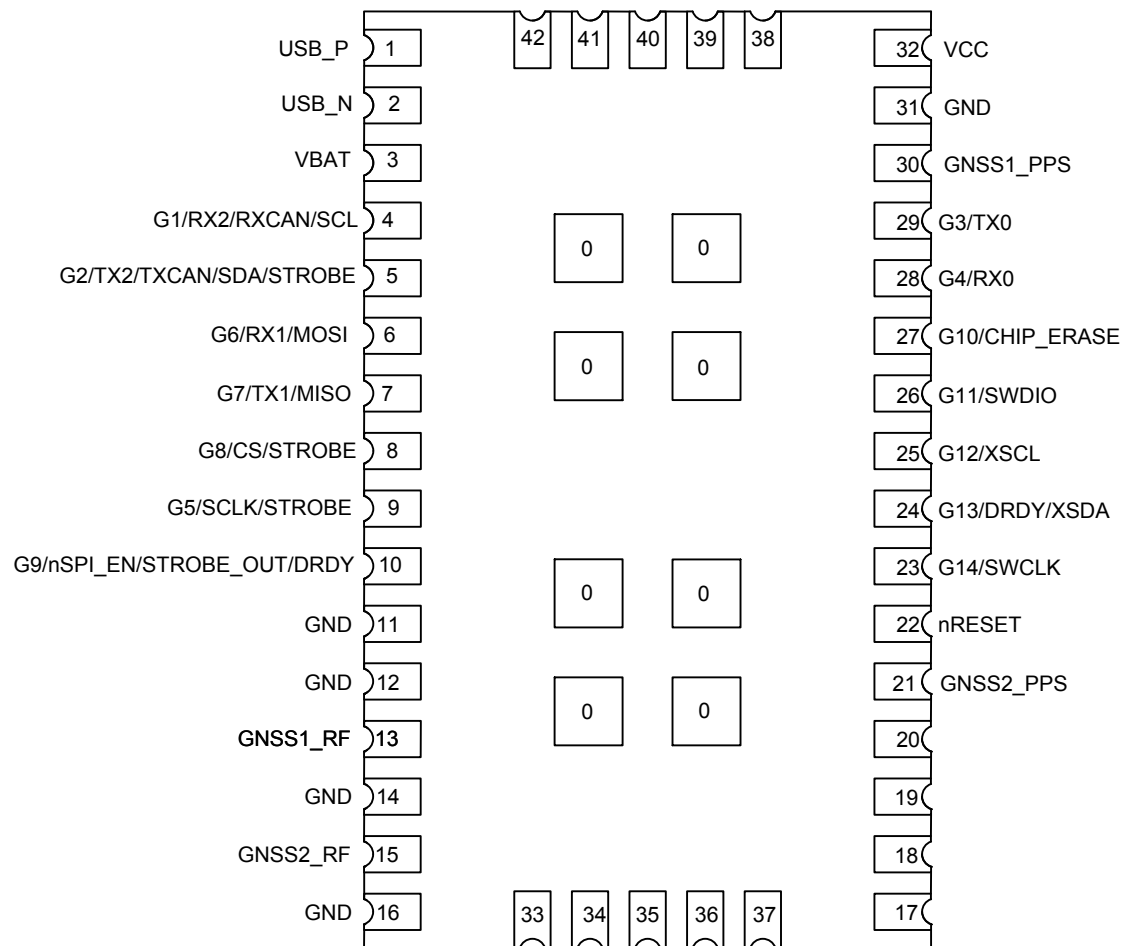 42 41 40 39 38
USB_P 1 32 VCC
USB_N 2 31 GND
VBAT 3 30 GNSS1_PPS
G1/RX2/RXCAN/SCL 4 29 G3/TX0
0 0
G2/TX2/TXCAN/SDA/STROBE 5 28 G4/RX0
G6/RX1/MOSI 6 27 G10/CHIP_ERASE
0 0
G7/TX1/MISO 7 26 G11/SWDIO
G8/CS/STROBE 8 25 G12/XSCL
G5/SCLK/STROBE 9 24 G13/DRDY/XSDA
G9/nSPI_EN/STROBE_OUT/DRDY 10 23 G14/SWCLK
0 0
GND 11 22 nRESET
GND 12 21 GNSS2_PPS
0 0
GNSS1_RF 13 20
GND 14 19
GNSS2_RF 15 18
GND 16 33 34 35 36 37 17